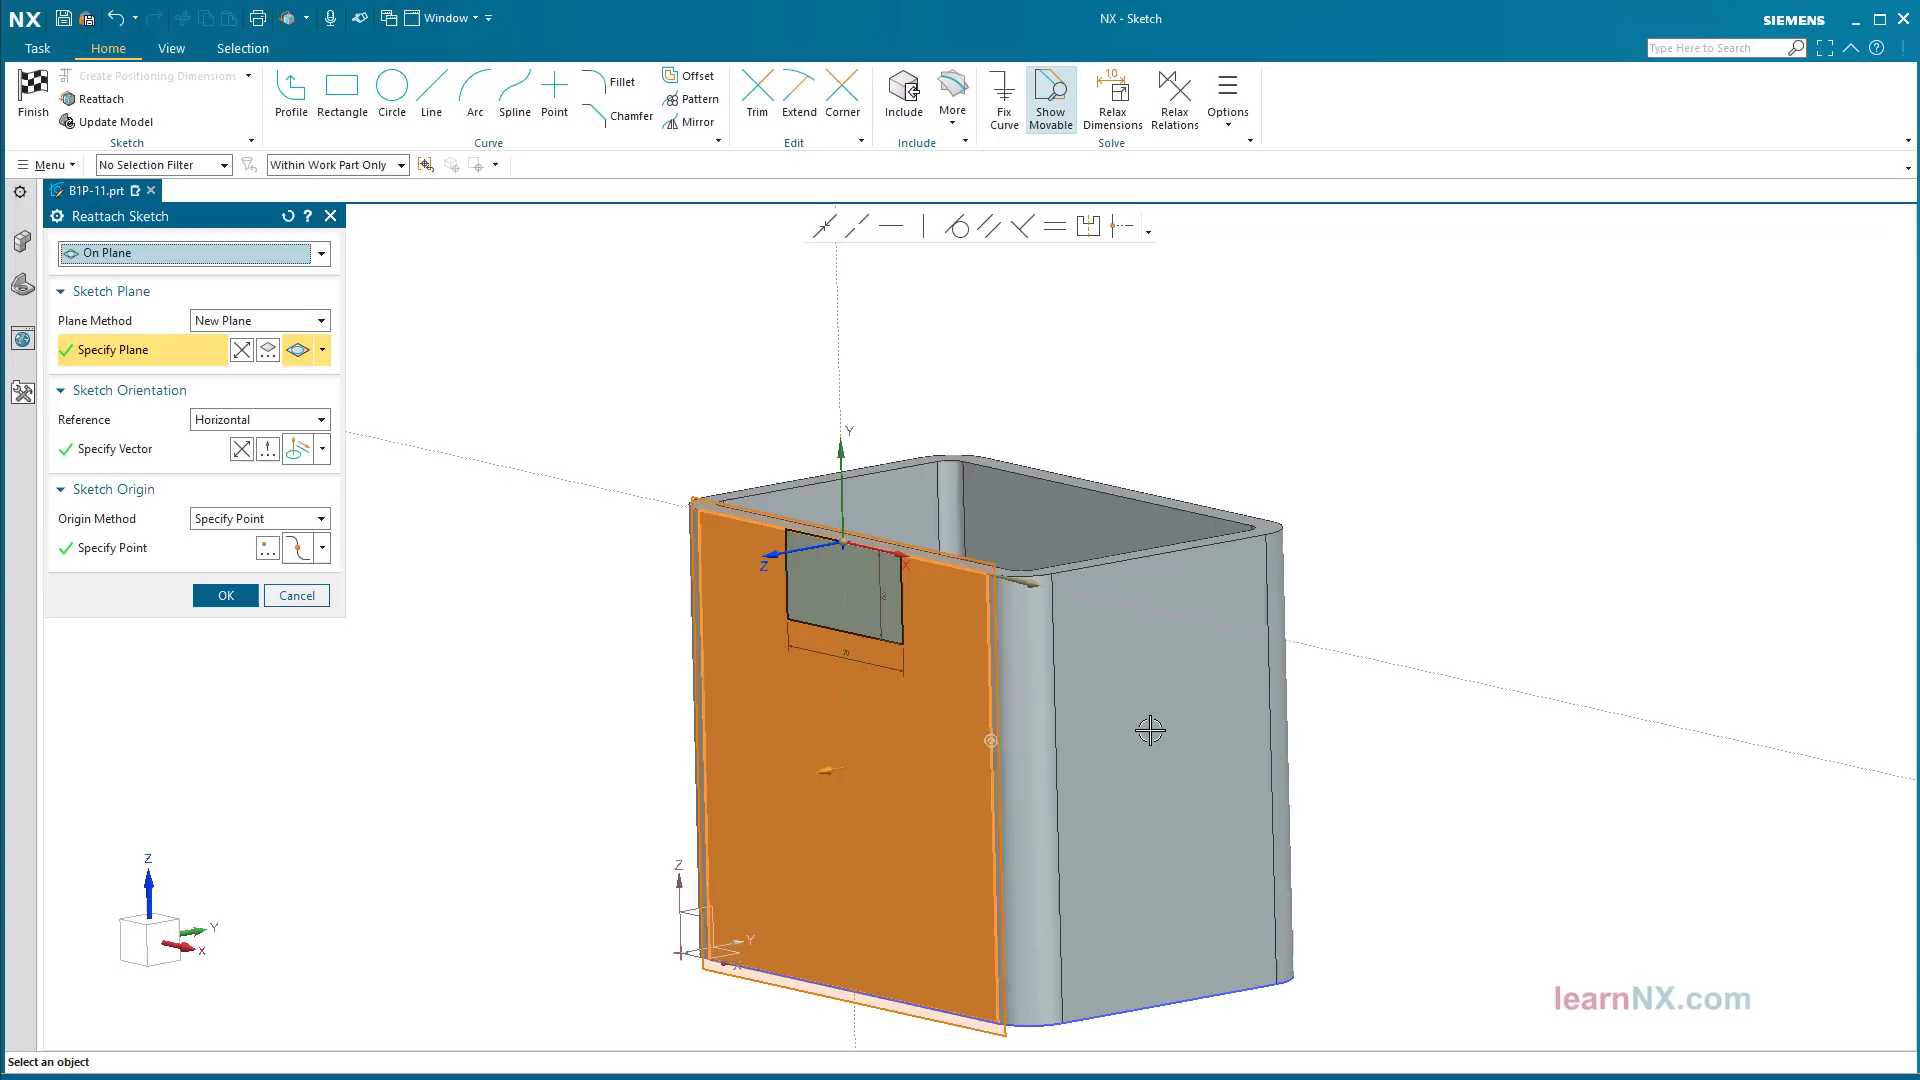 NX
Window
NX - Sketch
SIEMENS
Task
Home
View
Selection
Type Here to Search
Finish
Create Positioning Dimensions
Reattach
Update Model
Sketch
Profile
Rectangle
Circle
Line
Arc
Spline
Point
Fillet
Chamfer
Offset
Pattern
Mirror
Curve
Trim
Extend
Corner
Edit
Include
More
Include
Fix
Curve
Show
Movable
Relax
Dimensions
Relax
Relations
Options
Solve
1,0
Menu
No Selection Filter
Within Work Part Only
B1P-11.prt
Reattach Sketch
?
On Plane
Sketch Plane
Plane Method
New Plane
Specify Plane
Sketch Orientation
Reference
Horizontal
Specify Vector
Sketch Origin
Origin Method
Specify Point
Specify Point
OK
Cancel
Y
Z
X
20
Z
Y
X
Z
Y
X
learnNX.com
Select an object